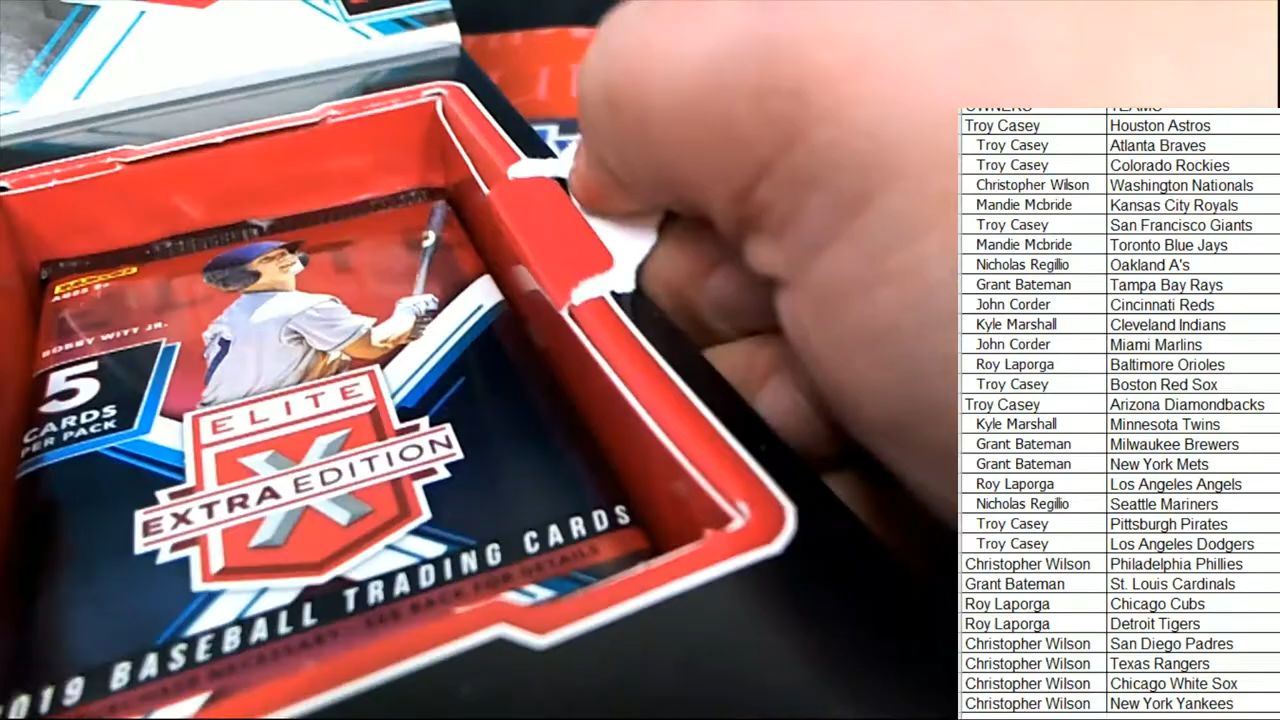 PANINI
AGES 9+
BOBBY WITT JR.
5
CARDS
PER PACK
ELITE
X
EXTRA EDITION
2019 BASEBALL TRADING CARDS
OWNERS TEAMS
Troy Casey Houston Astros
Troy Casey Atlanta Braves
Troy Casey Colorado Rockies
Christopher Wilson Washington Nationals
Mandie Mcbride Kansas City Royals
Troy Casey San Francisco Giants
Mandie Mcbride Toronto Blue Jays
Nicholas Regillio Oakland A's
Grant Bateman Tampa Bay Rays
John Corder Cincinnati Reds
Kyle Marshall Cleveland Indians
John Corder Miami Marlins
Roy Laporga Baltimore Orioles
Troy Casey Boston Red Sox
Troy Casey Arizona Diamondbacks
Kyle Marshall Minnesota Twins
Grant Bateman Milwaukee Brewers
Grant Bateman New York Mets
Roy Laporga Los Angeles Angels
Nicholas Regillio Seattle Mariners
Troy Casey Pittsburgh Pirates
Troy Casey Los Angeles Dodgers
Christopher Wilson Philadelphia Phillies
Grant Bateman St. Louis Cardinals
Roy Laporga Chicago Cubs
Roy Laporga Detroit Tigers
Christopher Wilson San Diego Padres
Christopher Wilson Texas Rangers
Christopher Wilson Chicago White Sox
Christopher Wilson New York Yankees